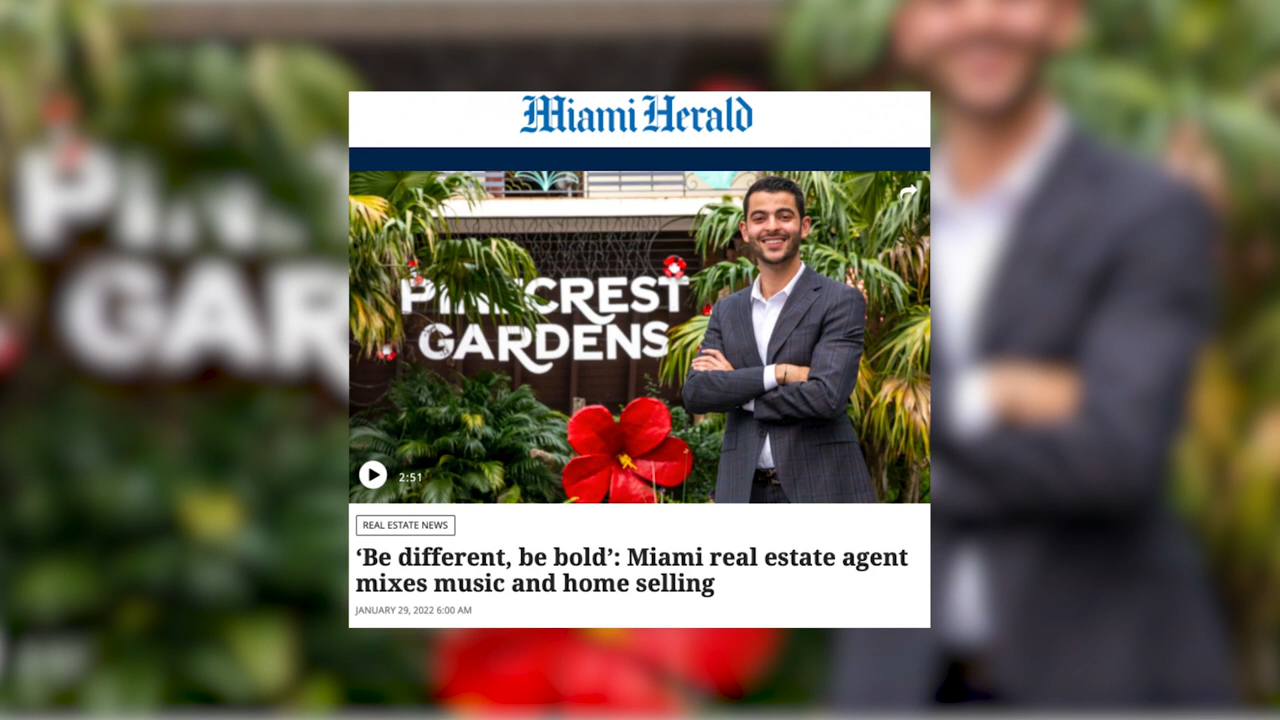 Miami Herald
PINECREST
GARDENS
2:51
REAL ESTATE NEWS
‘Be different, be bold’: Miami real estate agent
mixes music and home selling
JANUARY 29, 2022 6:00 AM